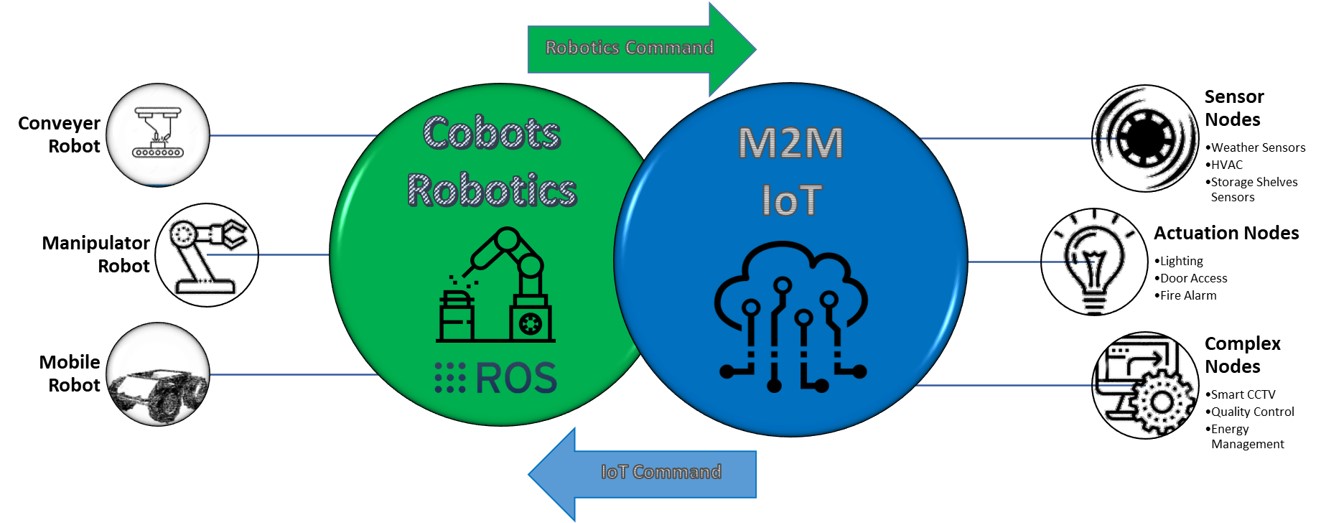 Robotics Command
Conveyer
Robot
Manipulator
Robot
Mobile
Robot
Cobots
Robotics
ROS
M2M
IoT
Sensor
Nodes
•Weather Sensors
•HVAC
•Storage Shelves
Sensors
Actuation Nodes
•Lighting
•Door Access
•Fire Alarm
Complex
Nodes
•Smart CCTV
•Quality Control
•Energy
Management
IoT Command